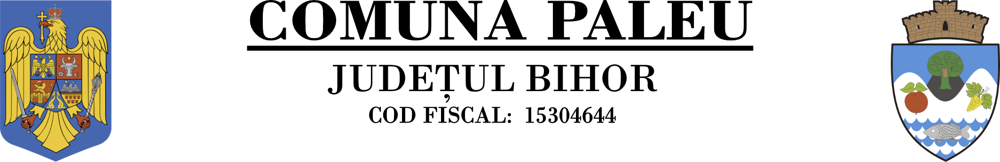 COMUNA PALEU
JUDEȚUL BIHOR
COD FISCAL: 15304644